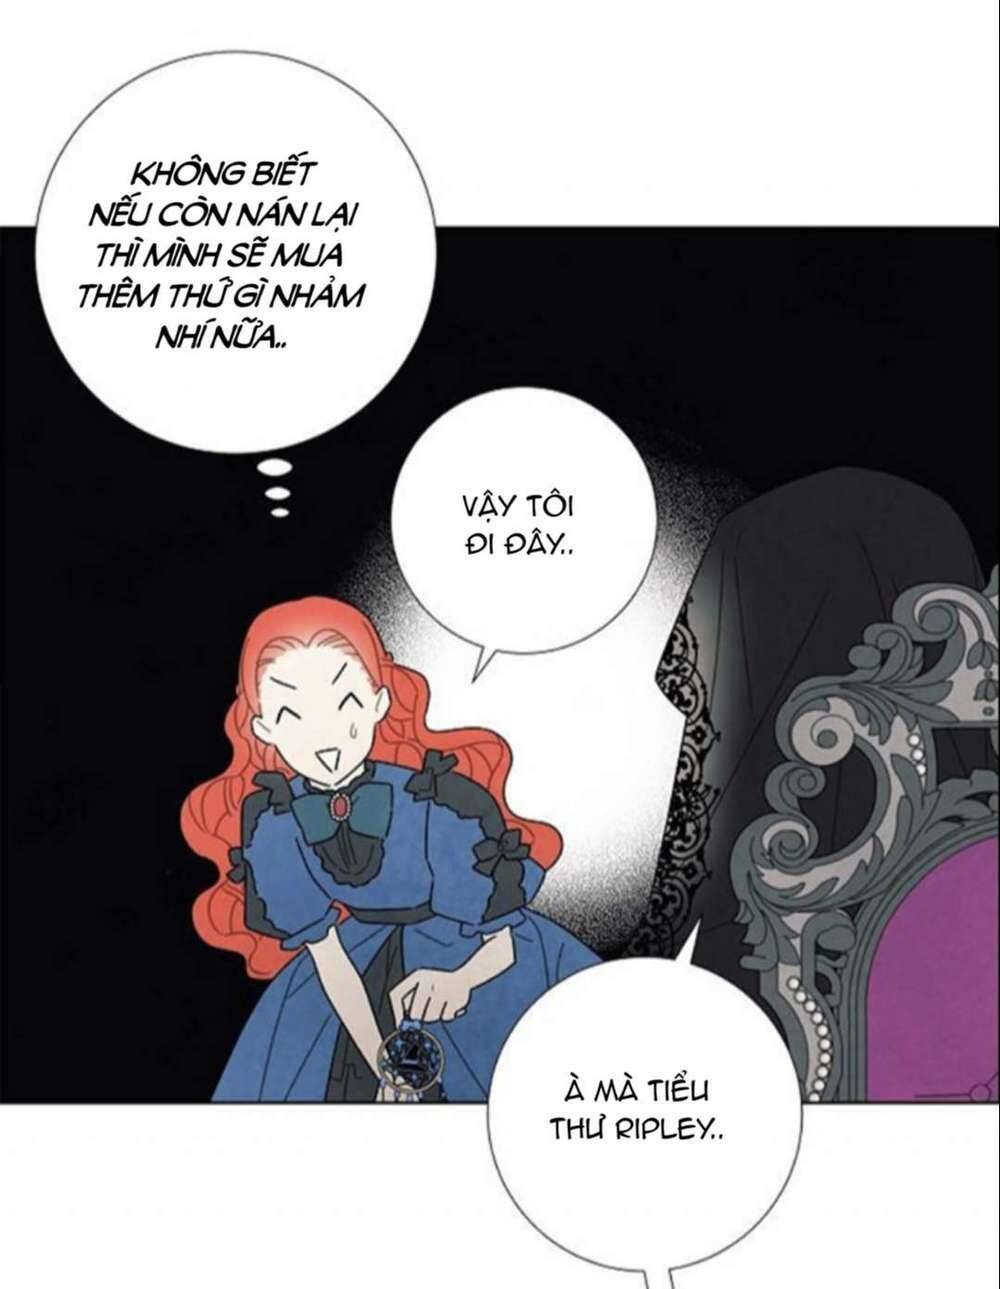 KHÔNG BIẾT
NẾU CÒN NÁN LẠI
THÌ MÌNH SẼ MUA
THÊM THỨ GÌ NHẢM
NHÍ NỮA..
VẬY TÔI
ĐI ĐÂY..
À MÀ TIỂU
THƯ RIPLEY..